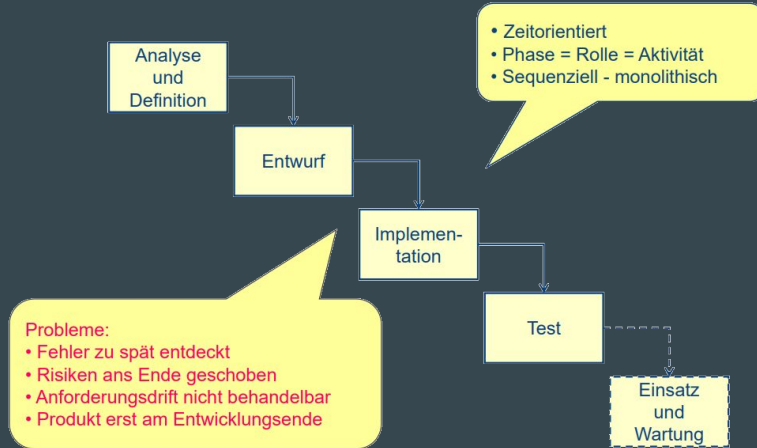 Analyse
und
Definition
• Zeitorientiert
• Phase = Rolle = Aktivität
• Sequenziell - monolithisch
Entwurf
Implemen-
tation
Test
Probleme:
• Fehler zu spät entdeckt
• Risiken ans Ende geschoben
• Anforderungsdrift nicht behandelbar
• Produkt erst am Entwicklungsende
Einsatz
und
Wartung